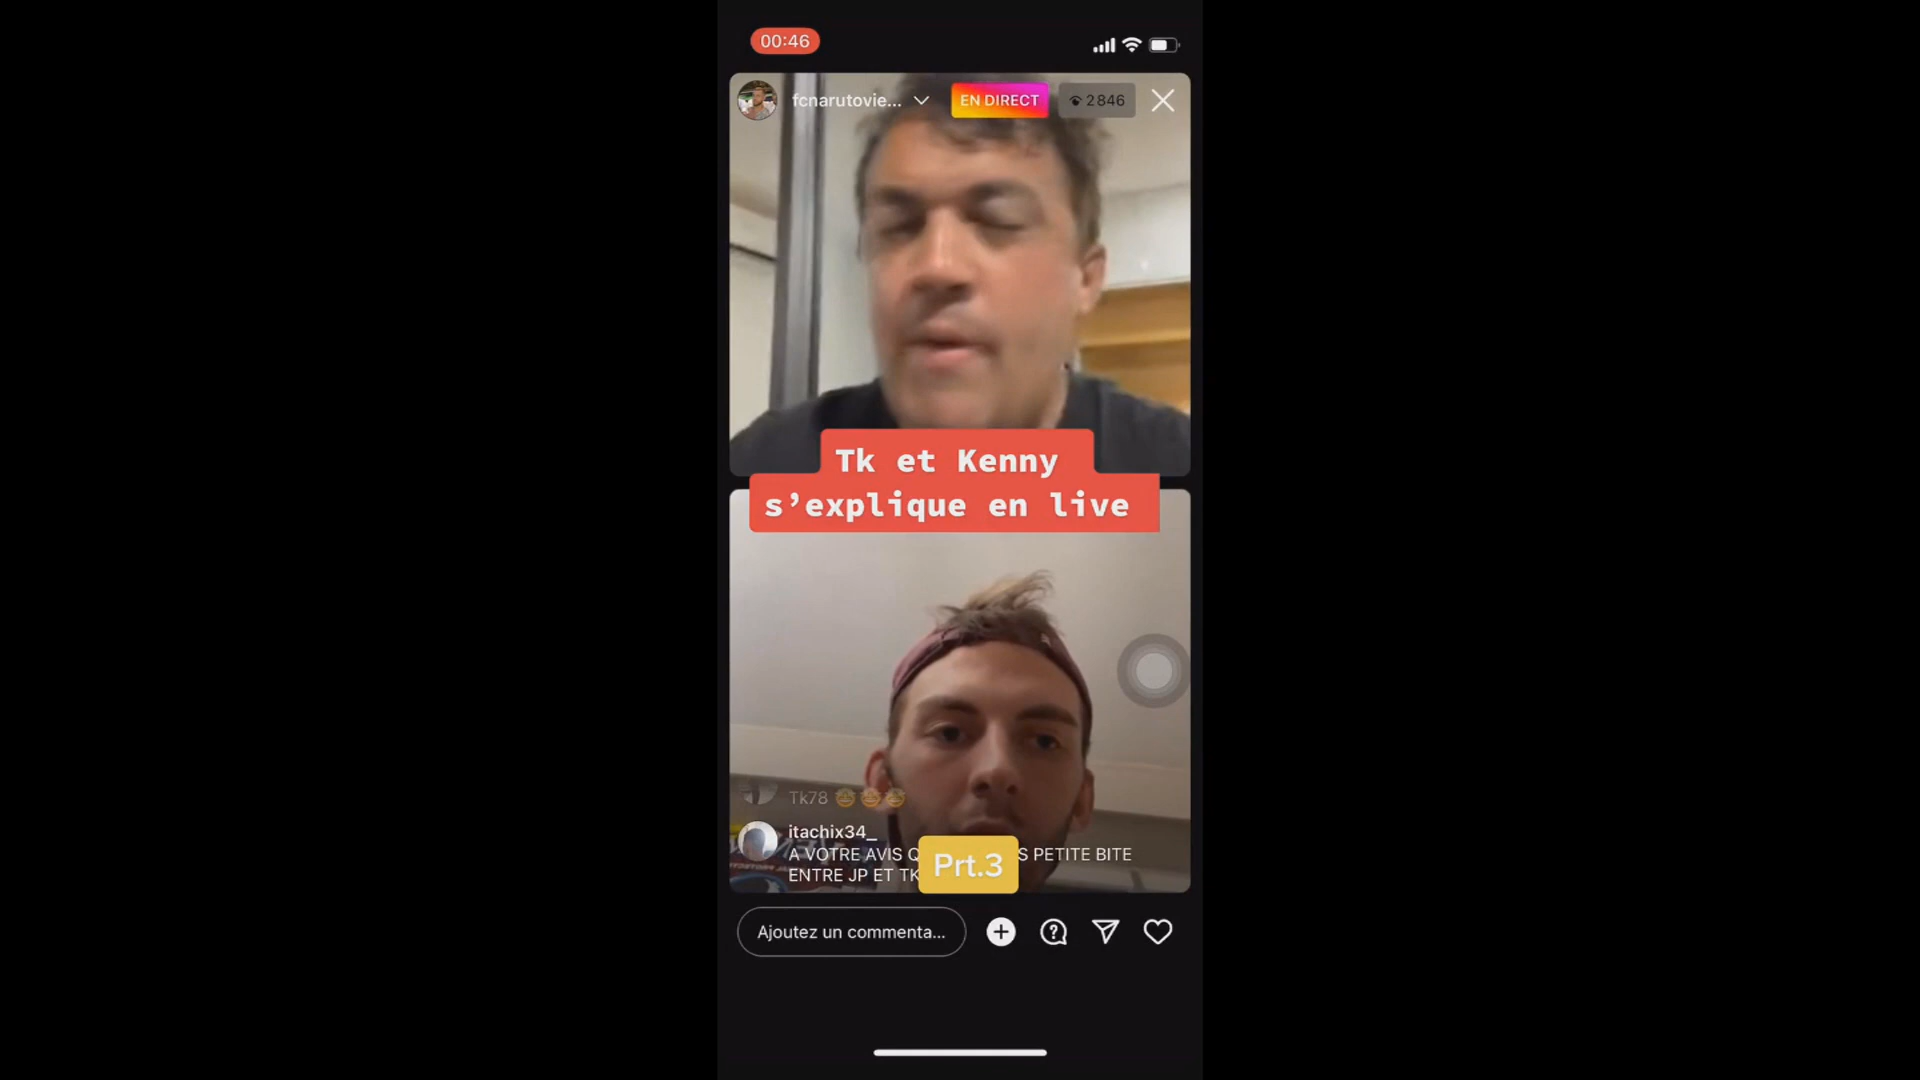 00:46
fcnarutovie...
EN DIRECT
2846
Tk et Kenny
s’explique en live
Tk78 🤩🤩🤩
itachix34_
A VOTRE AVIS Q
S PETITE BITE
ENTRE JP ET TK
Prt.3
Ajoutez un commenta...